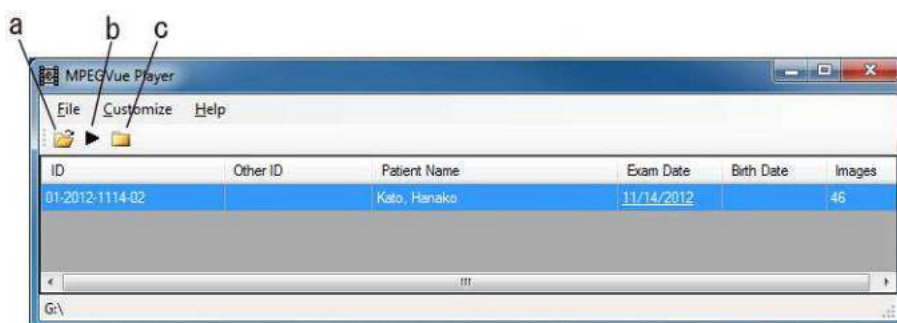 a b c
MPEGVue Player
File Customize Help
ID Other ID Patient Name Exam Date Birth Date Images
01-2012-1114-02 Kato, Hanako 11/14/2012 46
G:\